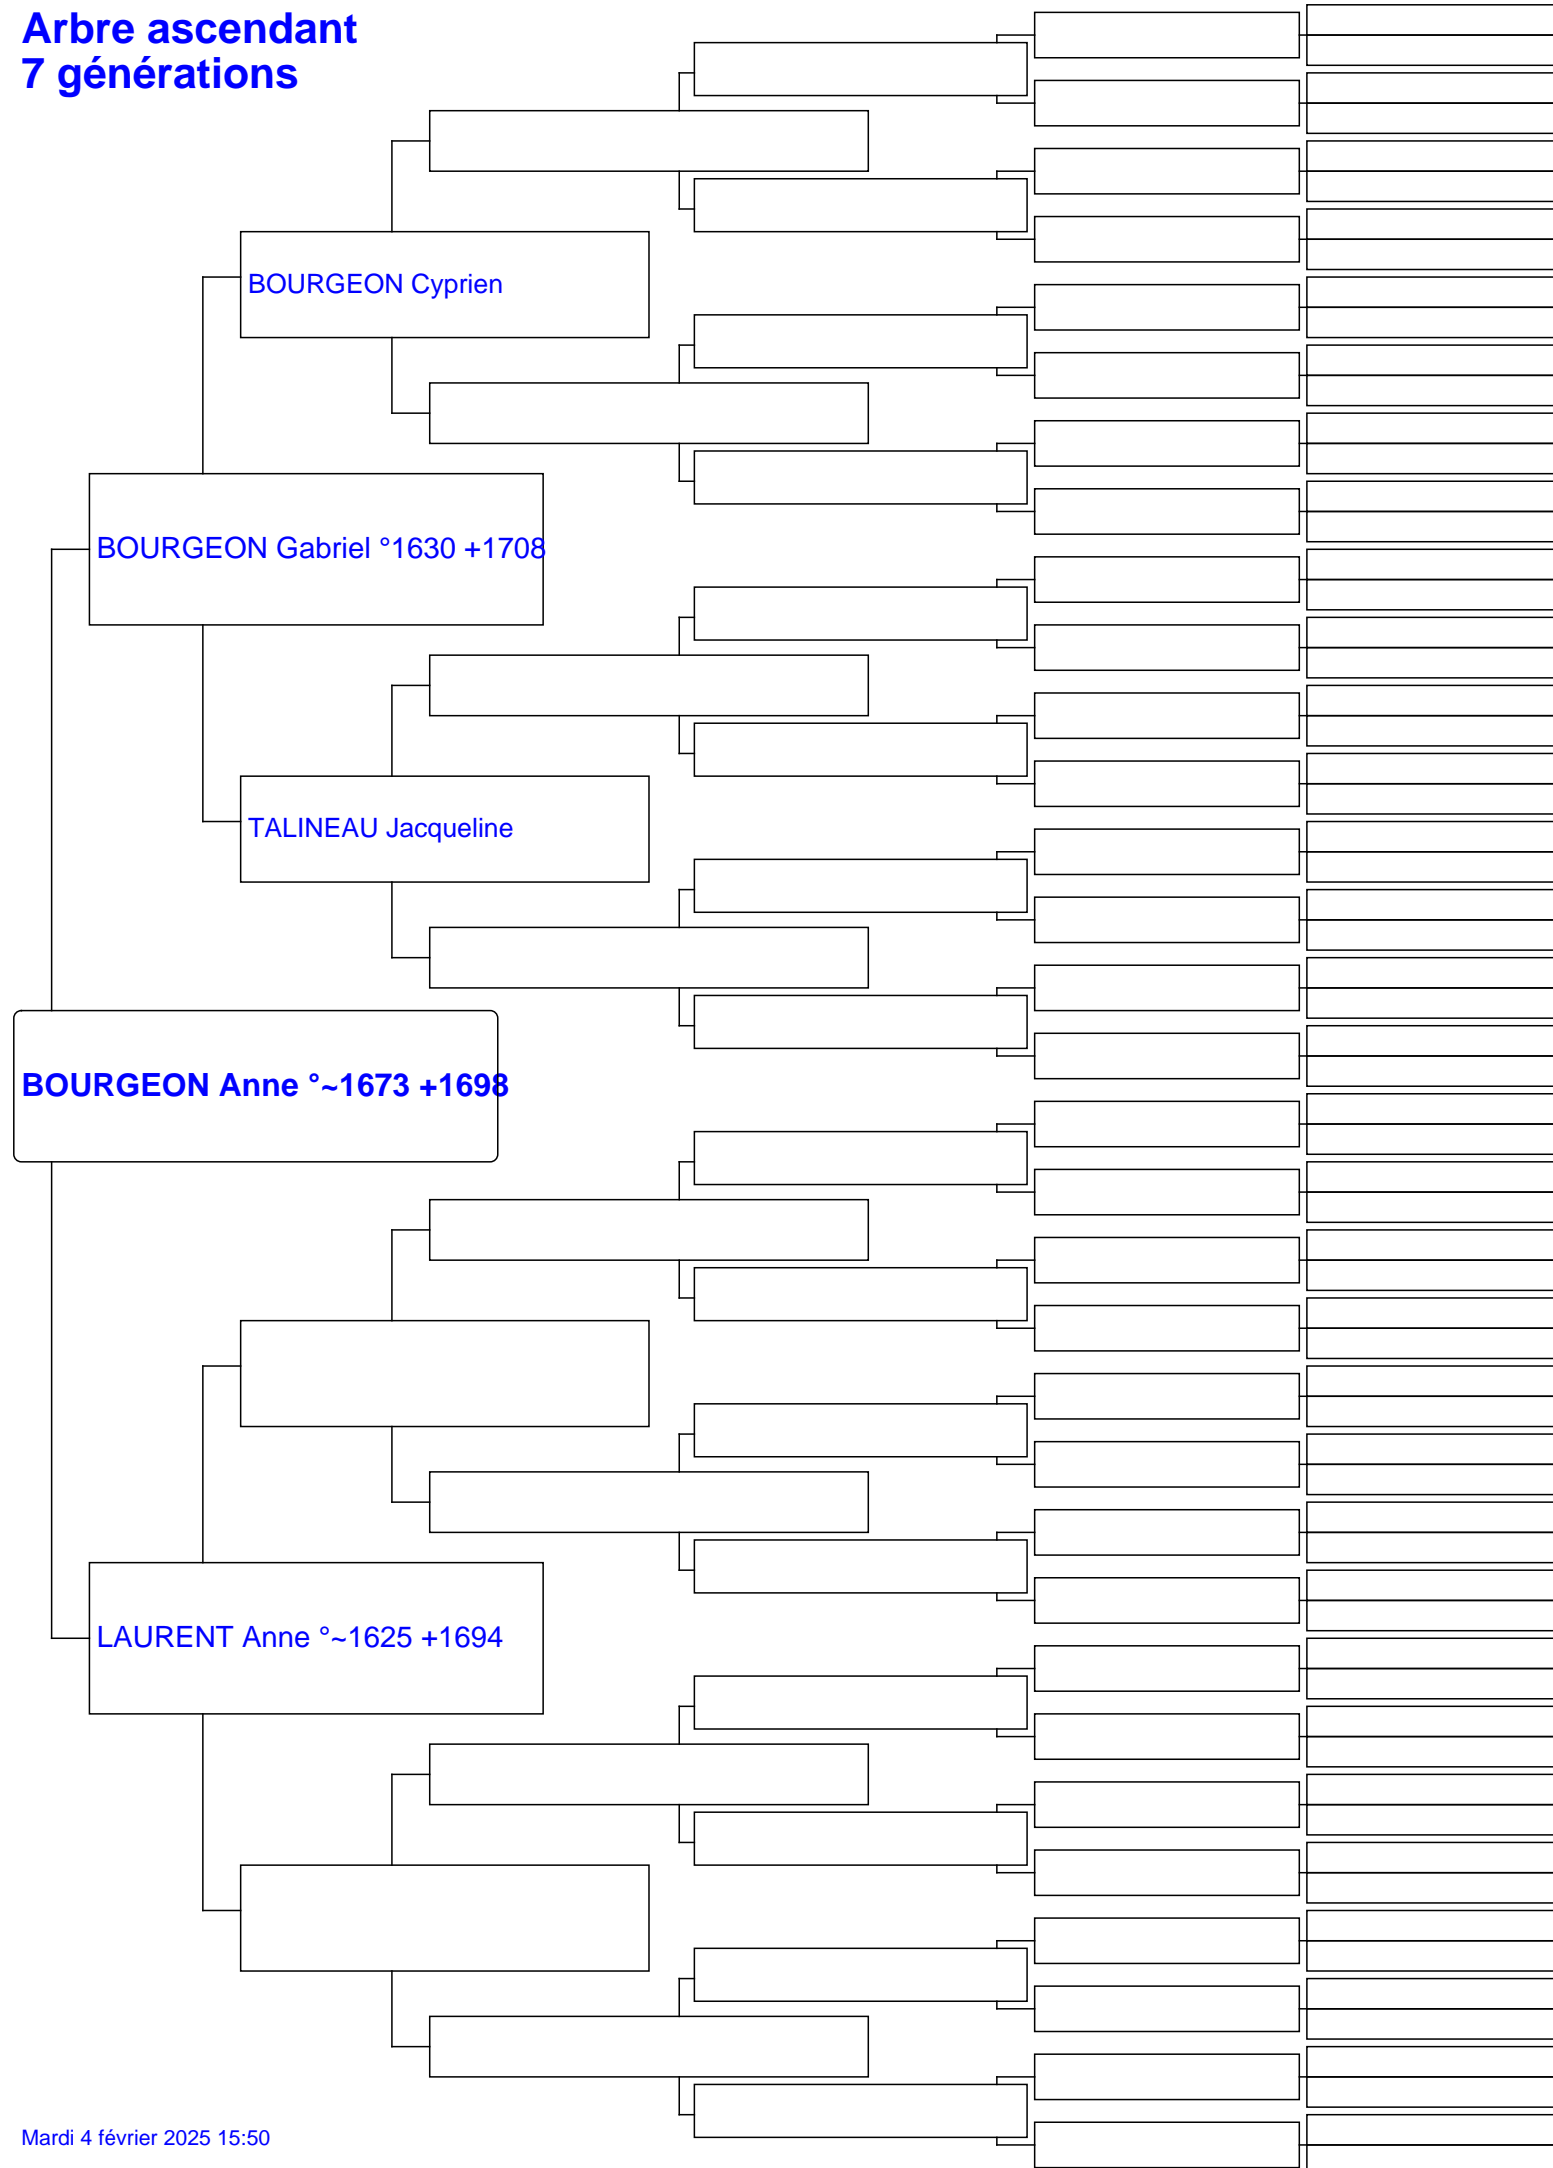 Arbre ascendant
7 générations
BOURGEON Cyprien
BOURGEON Gabriel °1630 +1708
TALINEAU Jacqueline
BOURGEON Anne °~1673 +1698
LAURENT Anne °~1625 +1694
Mardi 4 février 2025 15:50